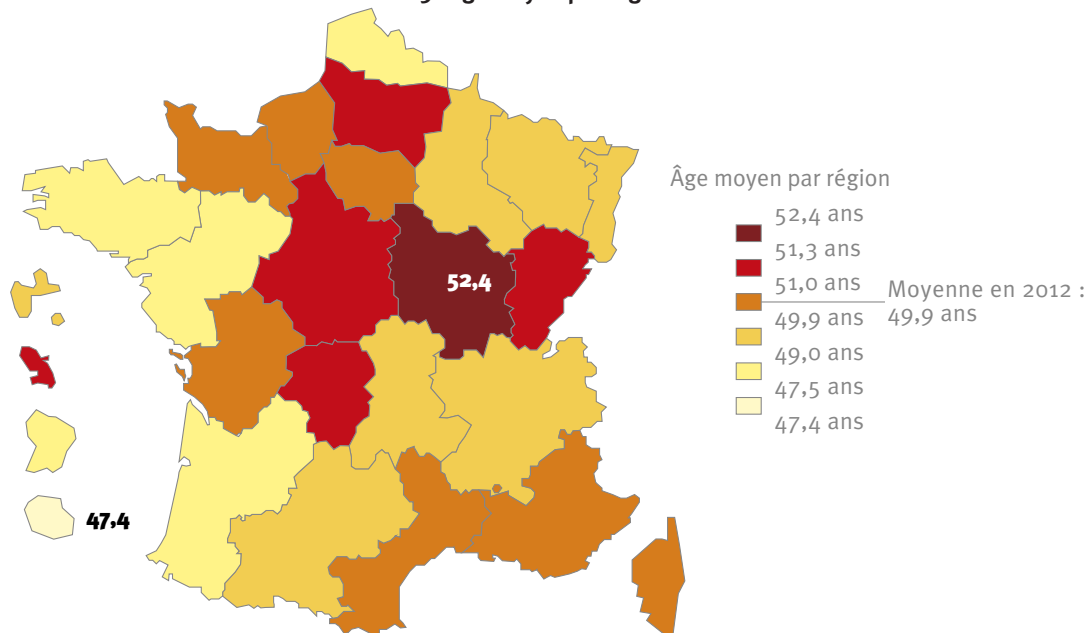 Âge moyen par région
52,4 ans
51,3 ans
51,0 ans
Moyenne en 2012 :
49,9 ans
49,9 ans
49,0 ans
47,5 ans
47,4 ans
52,4
47,4